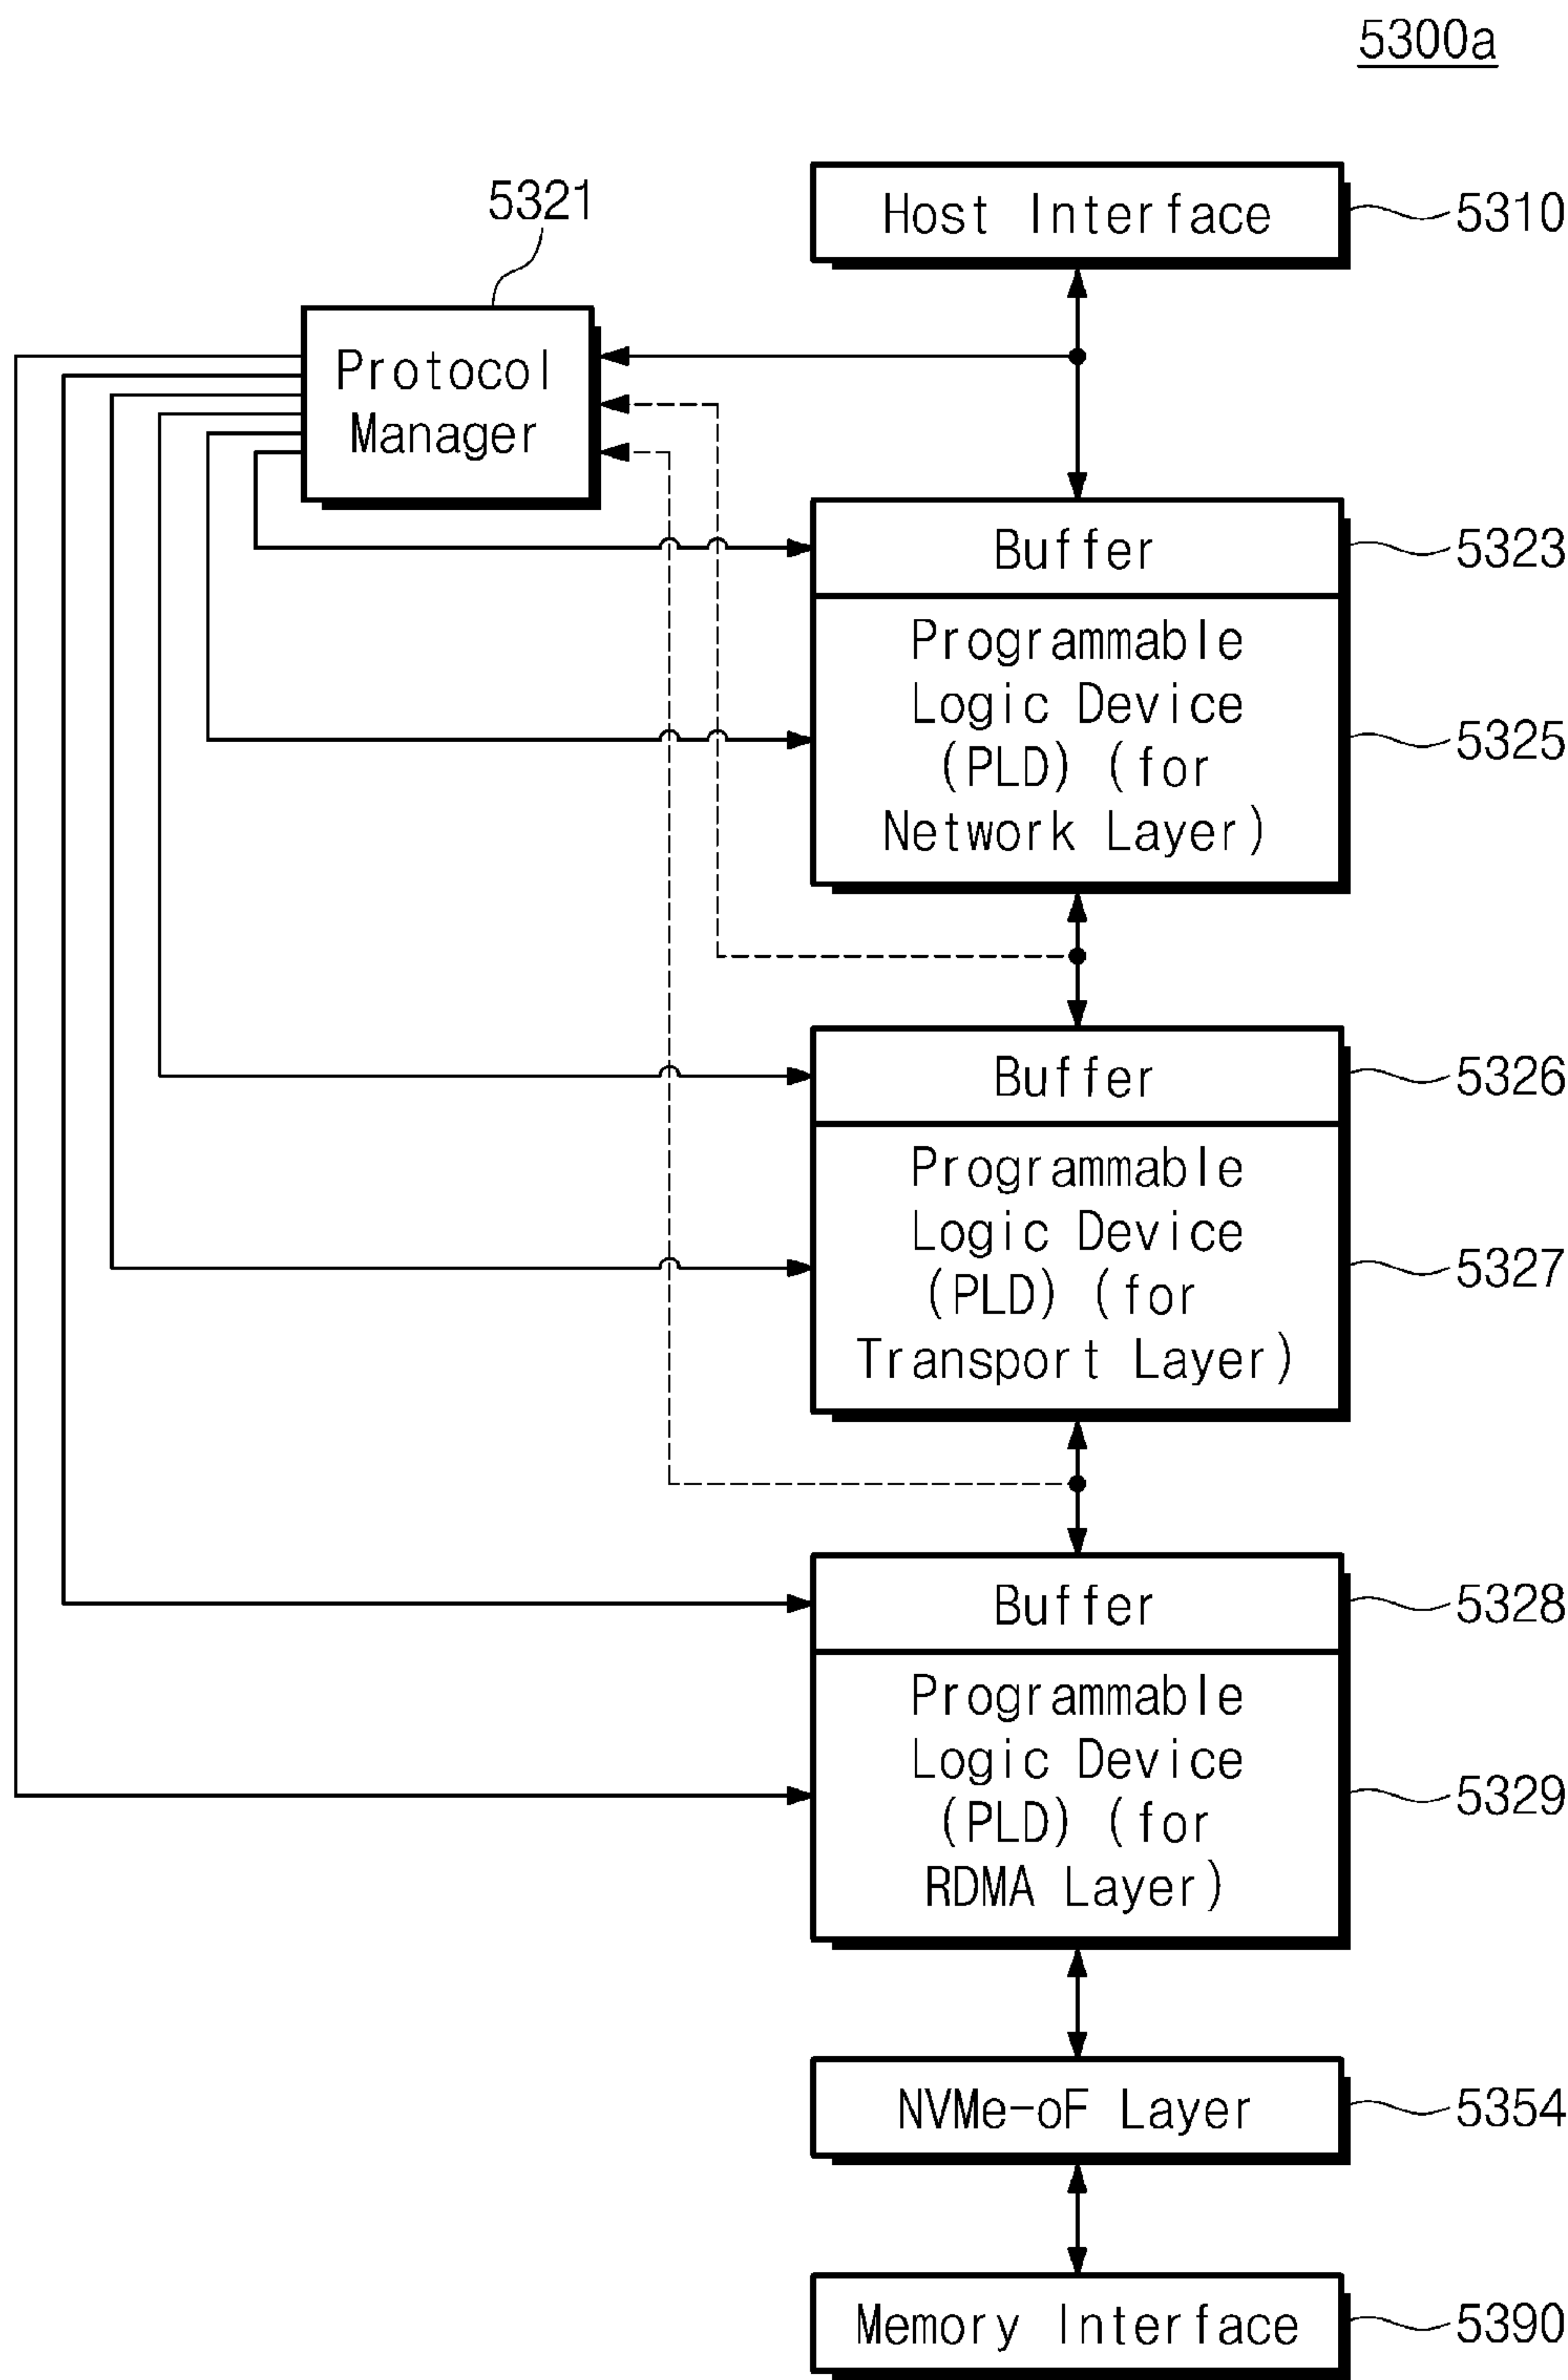 5300a
5321
Host Interface
5310
Protocol
Manager
Buffer
5323
Programmable
Logic Device
(PLD) (for
Network Layer)
5325
Buffer
5326
Programmable
Logic Device
(PLD) (for
Transport Layer)
5327
Buffer
5328
Programmable
Logic Device
(PLD) (for
RDMA Layer)
5329
NVMe-oF Layer
5354
Memory Interface
5390